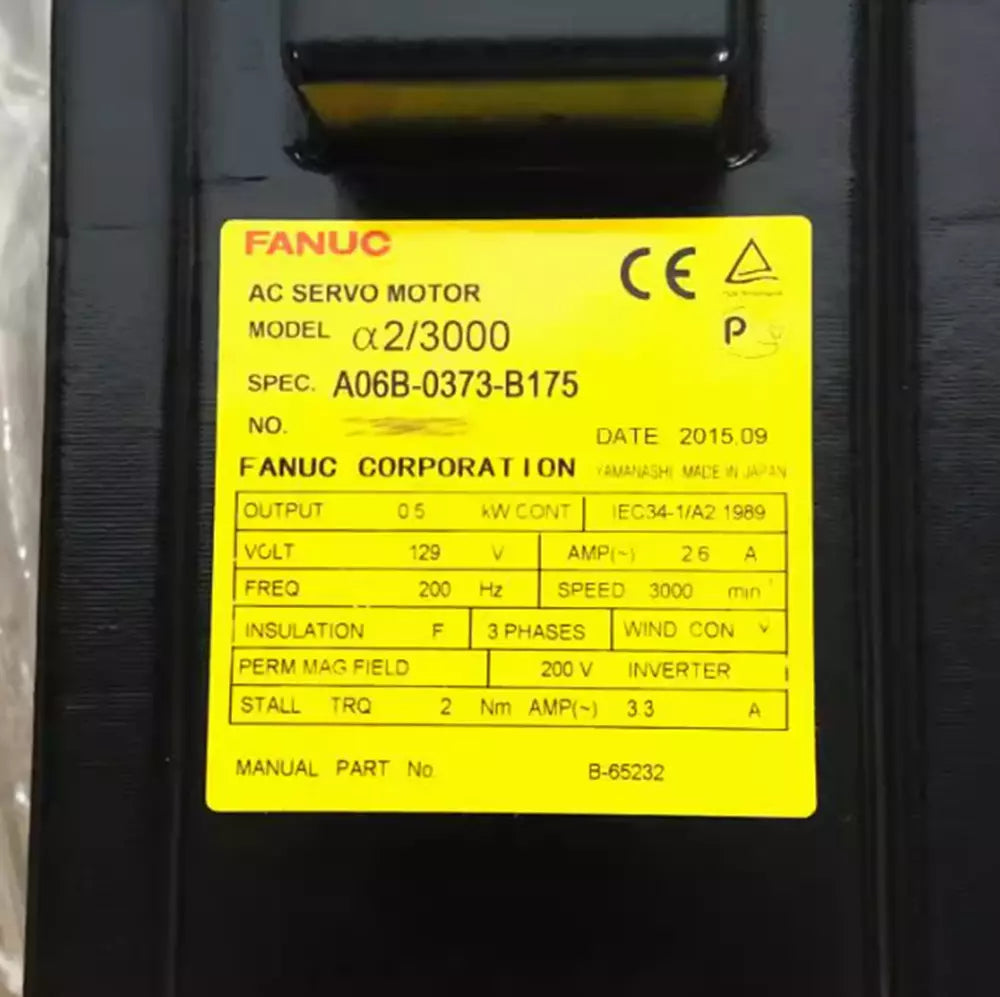 FANUC
CE
AC SERVO MOTOR
MODEL α2/3000
P
SPEC. A06B-0373-B175
NO.
DATE 2015.09
FANUC CORPORATION YAMANASHI MADE IN JAPAN
OUTPUT 0.5 kW CONT IEC34-1/A2 1989
VOLT 129 V AMP(~) 2.6 A
FREQ 200 Hz SPEED 3000 min⁻¹
INSULATION F 3 PHASES WIND CON Y
PERM MAG FIELD 200 V INVERTER
STALL TRQ 2 Nm AMP(~) 3.3 A
MANUAL PART No. B-65232